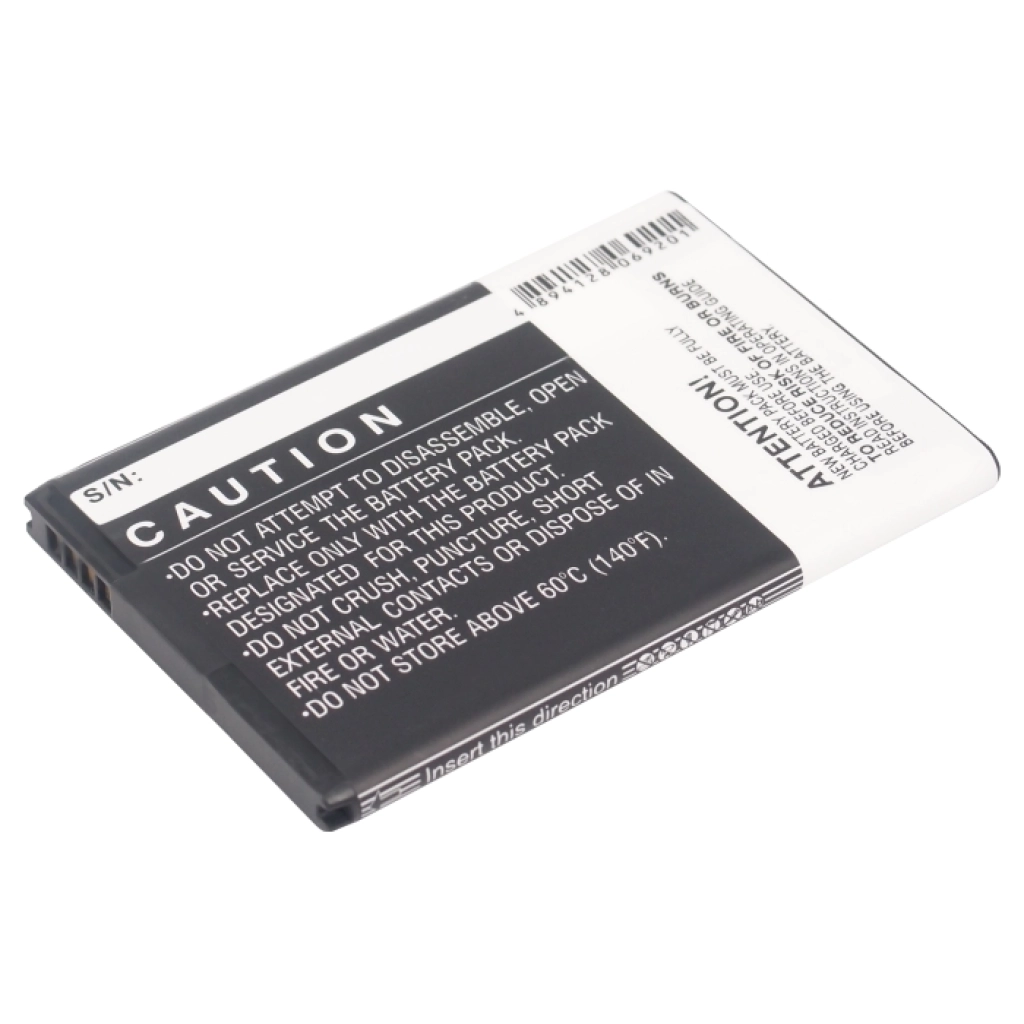 S/N:
CAUTION
•DO NOT ATTEMPT TO DISASSEMBLE, OPEN
OR SERVICE THE BATTERY PACK.
•REPLACE ONLY WITH THE BATTERY PACK
DESIGNATED FOR THIS PRODUCT.
•DO NOT CRUSH, PUNCTURE, SHORT
EXTERNAL CONTACTS OR DISPOSE OF IN
FIRE OR WATER.
•DO NOT STORE ABOVE 60°C (140°F).
Insert this direction
4 894128 069201
ATTENTION!
NEW BATTERY PACK MUST BE FULLY
CHARGED BEFORE USE.
TO REDUCE RISK OF FIRE OR BURNS
READ INSTRUCTIONS IN OPERATING GUIDE
BEFORE USING THE BATTERY.